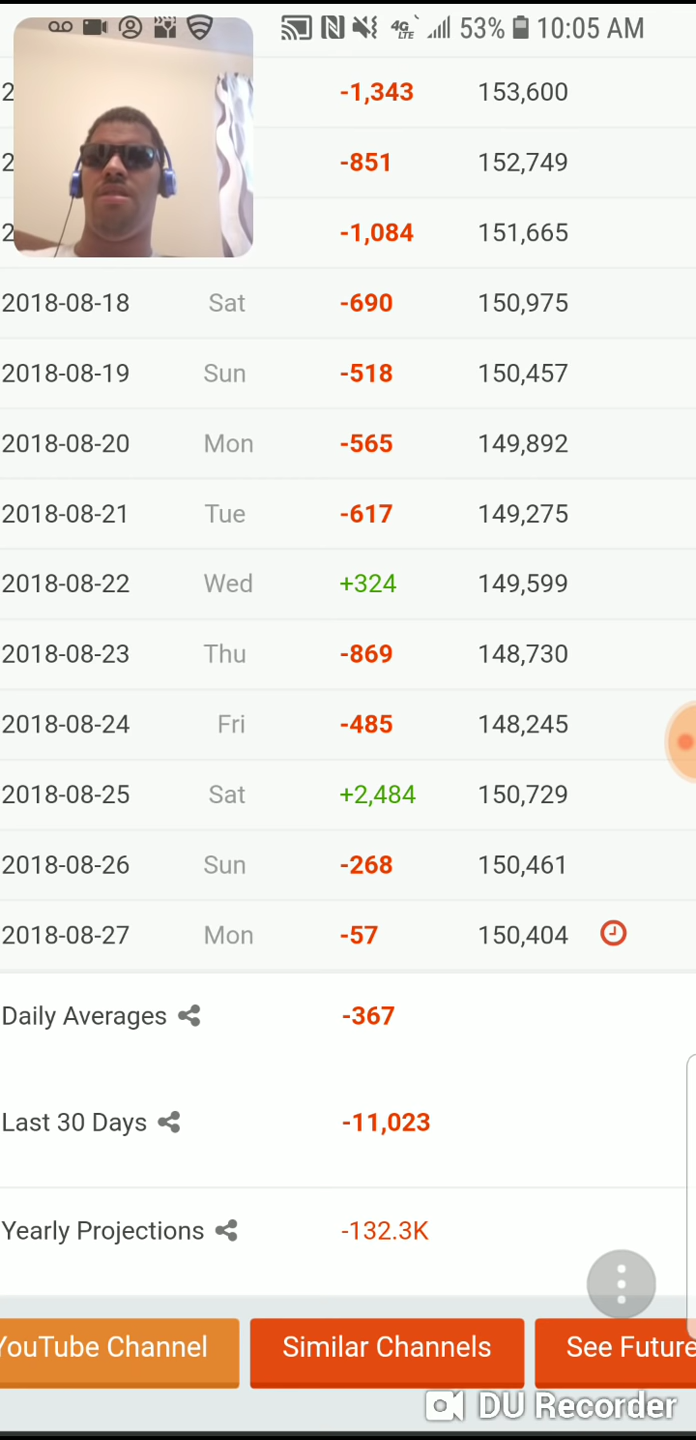 4G LTE 53% 10:05 AM
2 -1,343 153,600
2 -851 152,749
2 -1,084 151,665
2018-08-18 Sat -690 150,975
2018-08-19 Sun -518 150,457
2018-08-20 Mon -565 149,892
2018-08-21 Tue -617 149,275
2018-08-22 Wed +324 149,599
2018-08-23 Thu -869 148,730
2018-08-24 Fri -485 148,245
2018-08-25 Sat +2,484 150,729
2018-08-26 Sun -268 150,461
2018-08-27 Mon -57 150,404
Daily Averages -367
Last 30 Days -11,023
Yearly Projections -132.3K
YouTube Channel Similar Channels See Future
DU Recorder